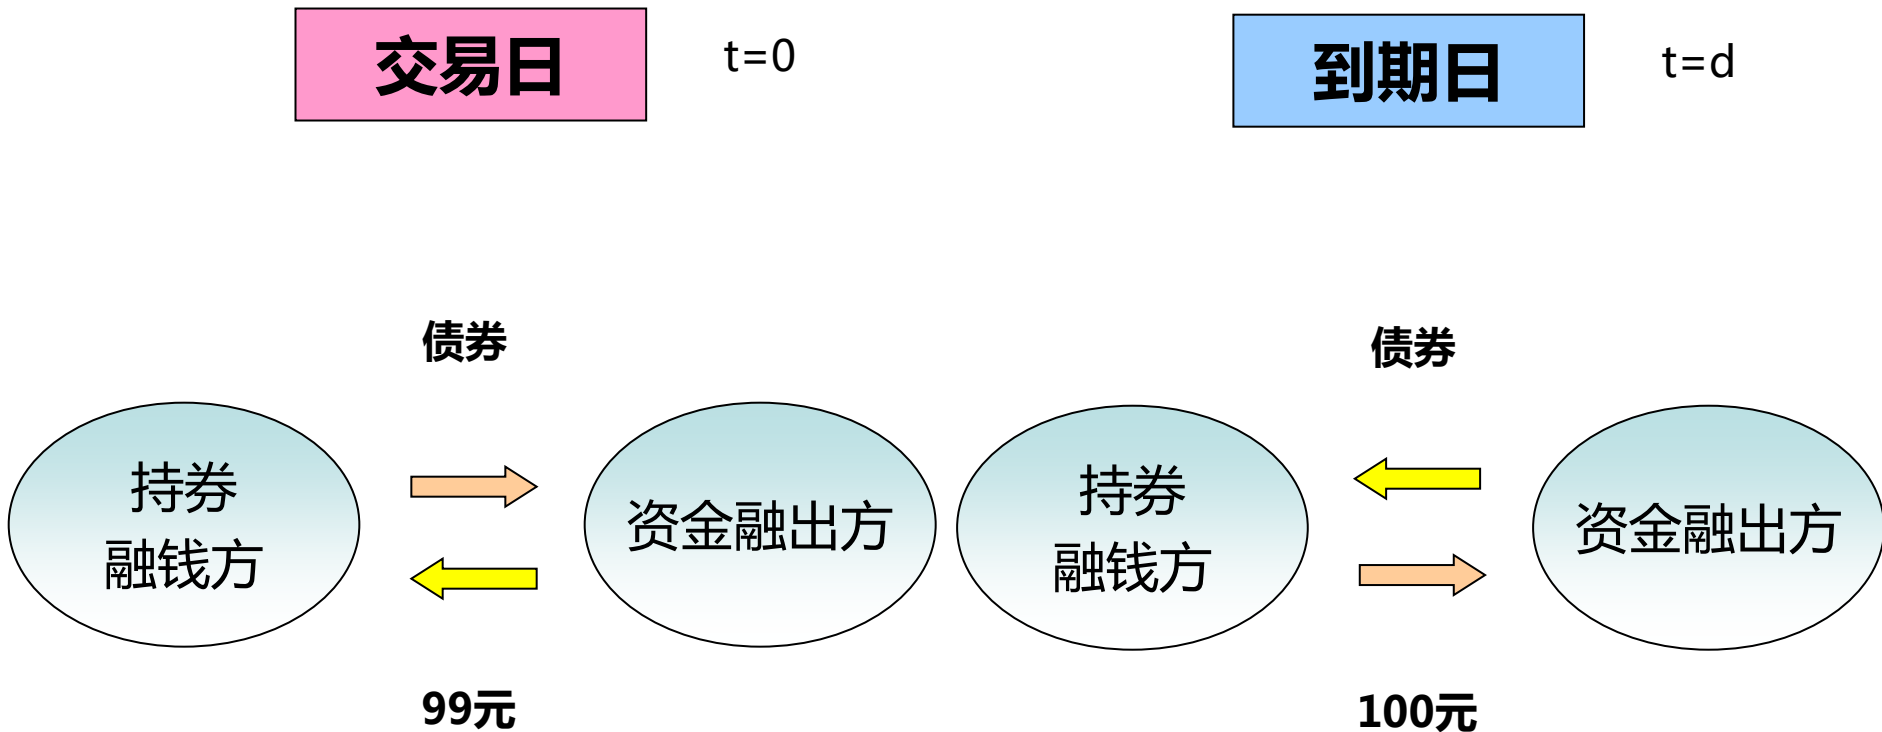 交易日
t=0
到期日
t=d
债券
债券
持券
融钱方
资金融出方
持券
融钱方
资金融出方
99元
100元